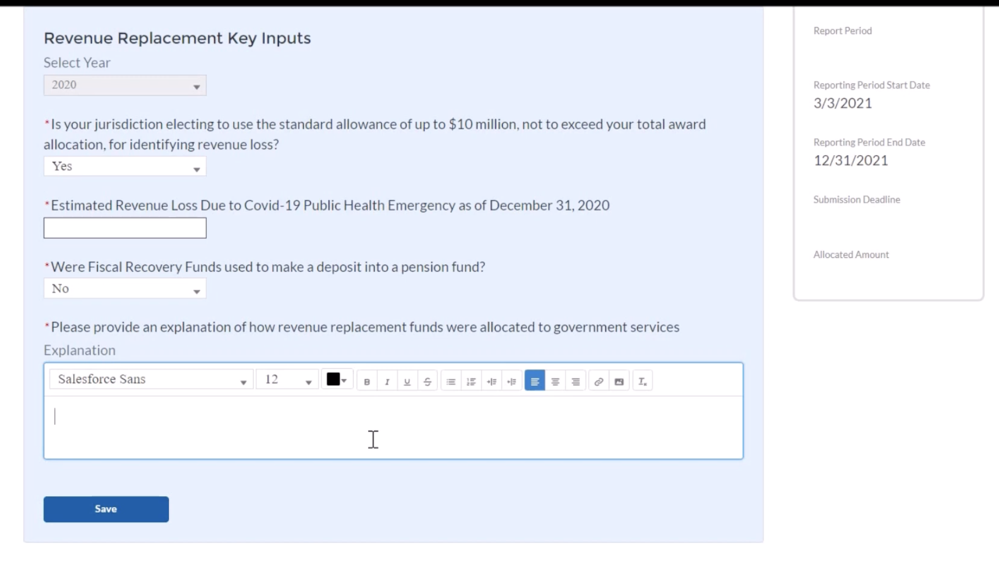 Revenue Replacement Key Inputs
Select Year
2020
*Is your jurisdiction electing to use the standard allowance of up to $10 million, not to exceed your total award
allocation, for identifying revenue loss?
Yes
*Estimated Revenue Loss Due to Covid-19 Public Health Emergency as of December 31, 2020
*Were Fiscal Recovery Funds used to make a deposit into a pension fund?
No
*Please provide an explanation of how revenue replacement funds were allocated to government services
Explanation
Salesforce Sans 12 B I U S
Save
Report Period
Reporting Period Start Date
3/3/2021
Reporting Period End Date
12/31/2021
Submission Deadline
Allocated Amount